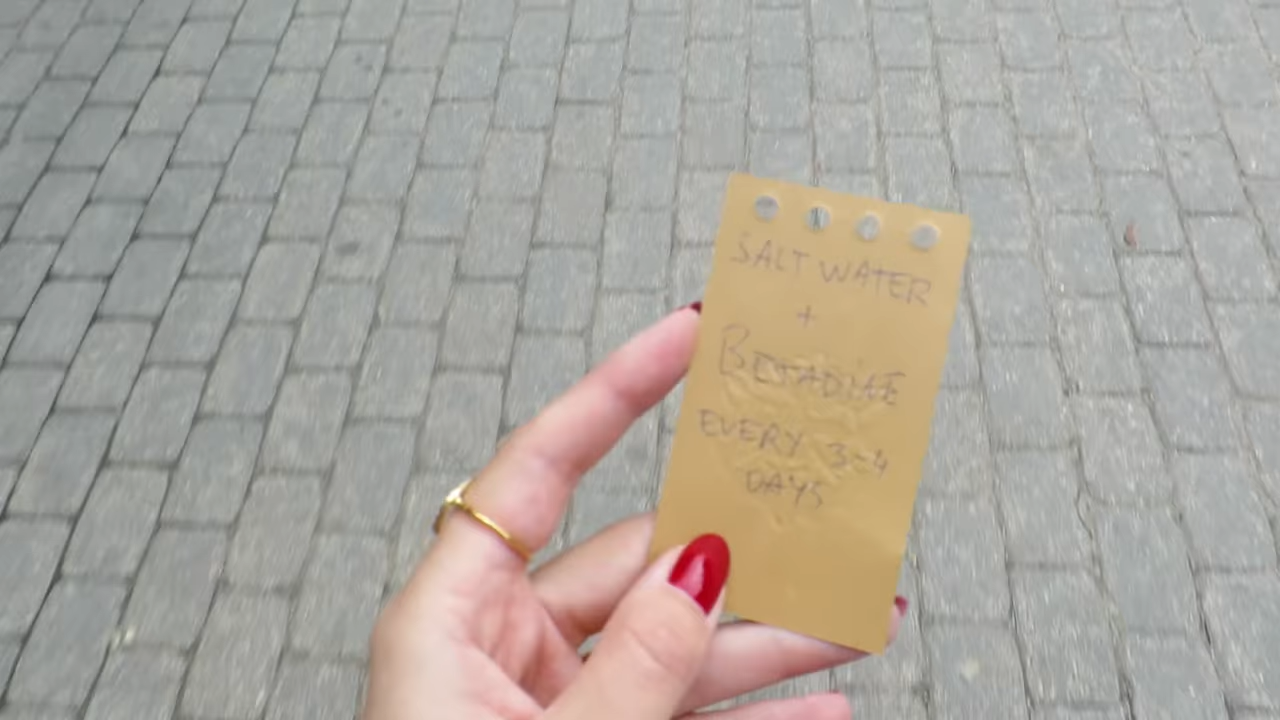 SALT WATER
+
BETADINE
EVERY 3-4
DAYS